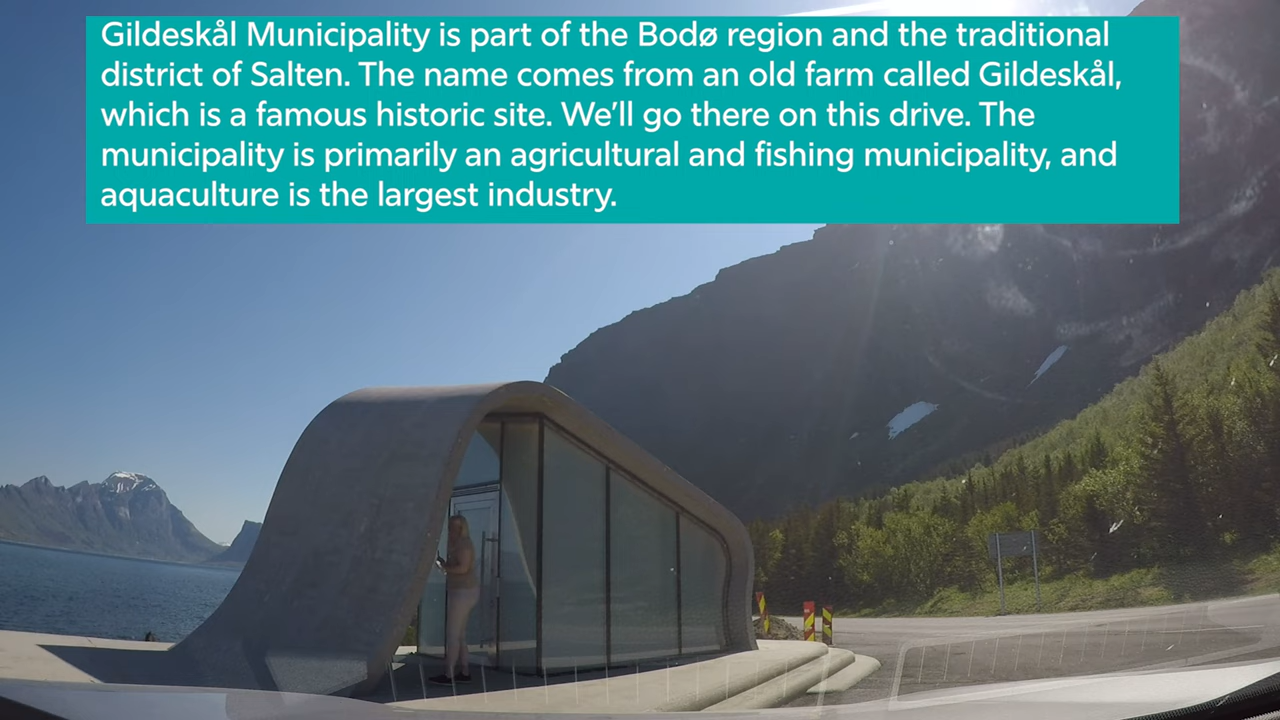 Gildeskål Municipality is part of the Bodø region and the traditional
district of Salten. The name comes from an old farm called Gildeskål,
which is a famous historic site. We’ll go there on this drive. The
municipality is primarily an agricultural and fishing municipality, and
aquaculture is the largest industry.